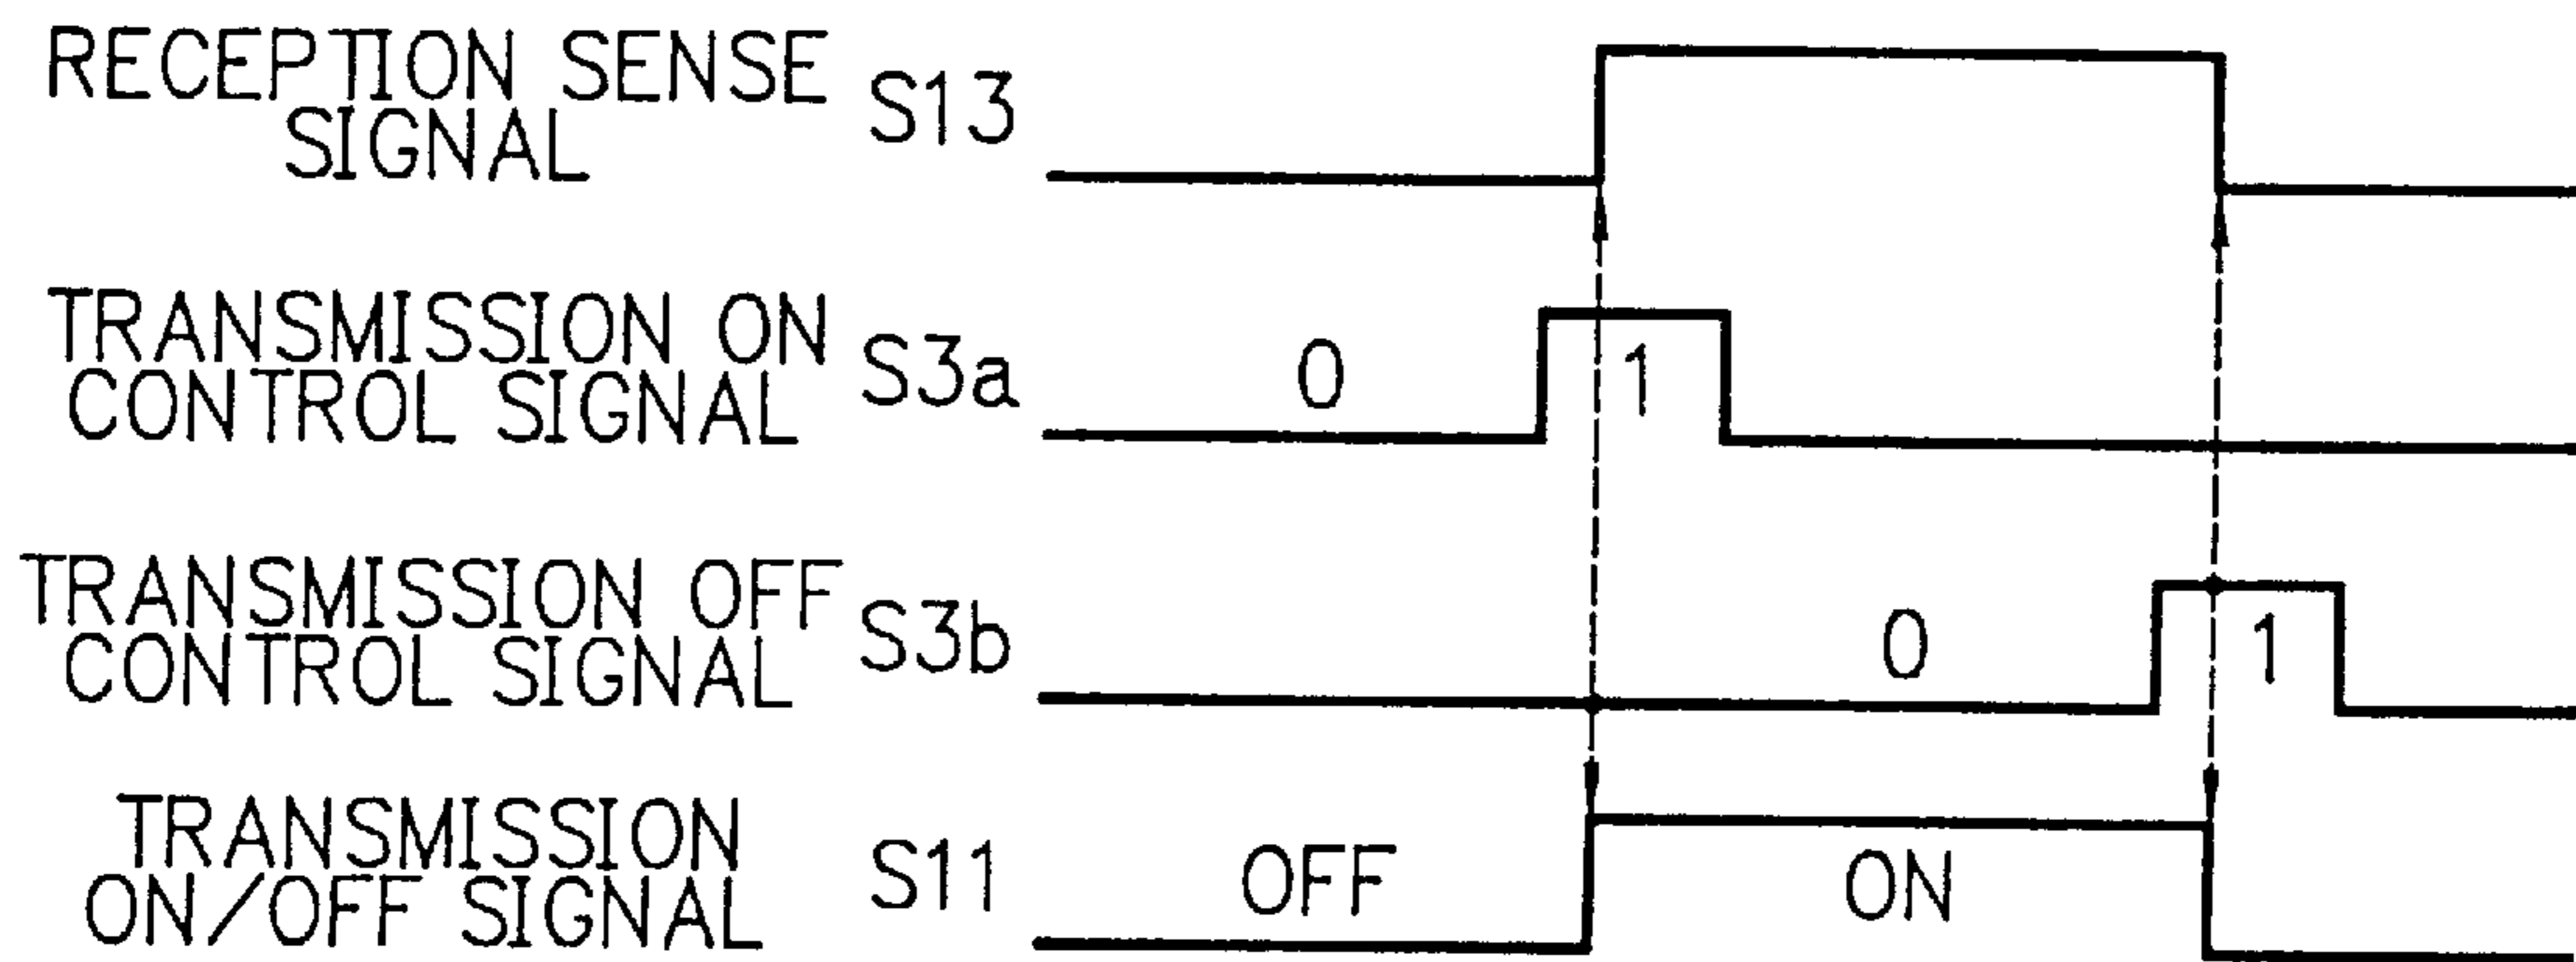 RECEPTION SENSE
SIGNAL
S13
TRANSMISSION ON
CONTROL SIGNAL
S3a
0
1
TRANSMISSION OFF
CONTROL SIGNAL
S3b
0
1
TRANSMISSION
ON/OFF SIGNAL
S11
OFF
ON